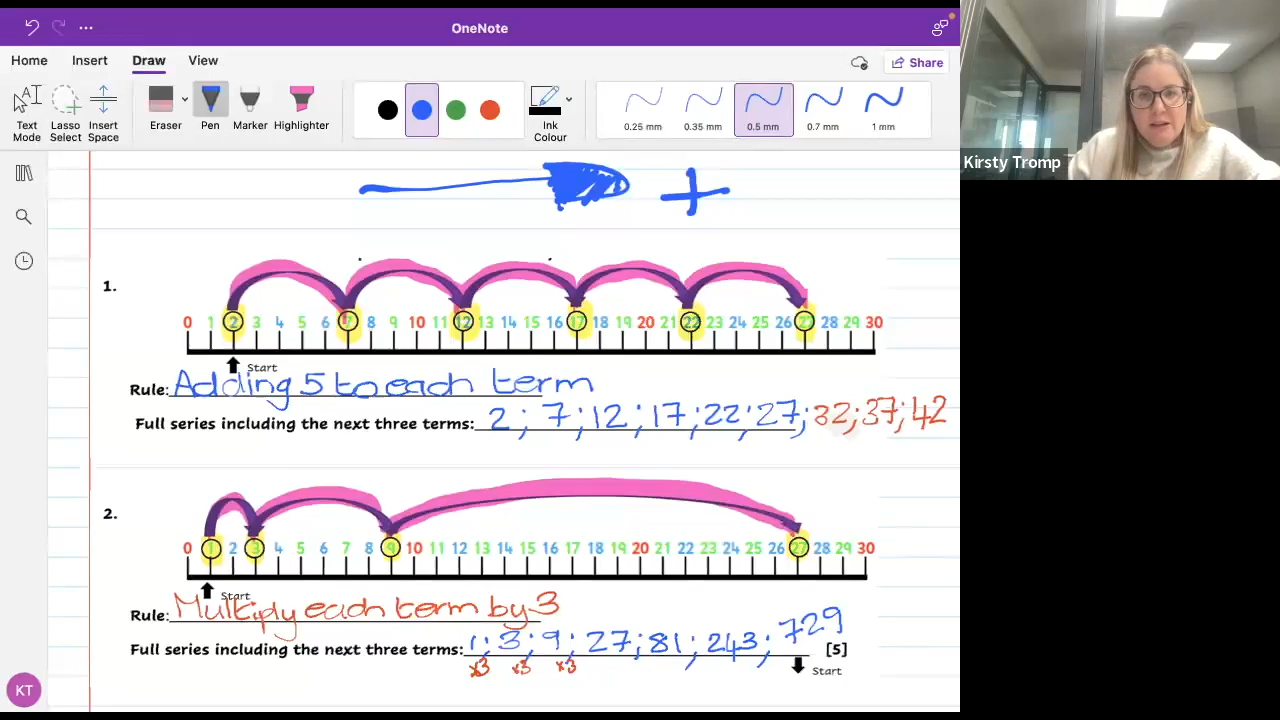 OneNote
Home Insert Draw View
Share
Text Mode
Lasso Select
Insert Space
Eraser
Pen
Marker
Highlighter
Ink Colour
0.25 mm 0.35 mm 0.5 mm 0.7 mm 1 mm
Kirsty Tromp
+
1.
0 1 2 3 4 5 6 7 8 9 10 11 12 13 14 15 16 17 18 19 20 21 22 23 24 25 26 27 28 29 30
Start
Rule: Adding 5 to each term
Full series including the next three terms: 2; 7; 12; 17; 22; 27; 32; 37; 42
2.
0 1 2 3 4 5 6 7 8 9 10 11 12 13 14 15 16 17 18 19 20 21 22 23 24 25 26 27 28 29 30
Start
Rule: Multiply each term by 3
Full series including the next three terms: 1; 3; 9; 27; 81; 243; 729 [5]
x3 x3 x3
Start
KT